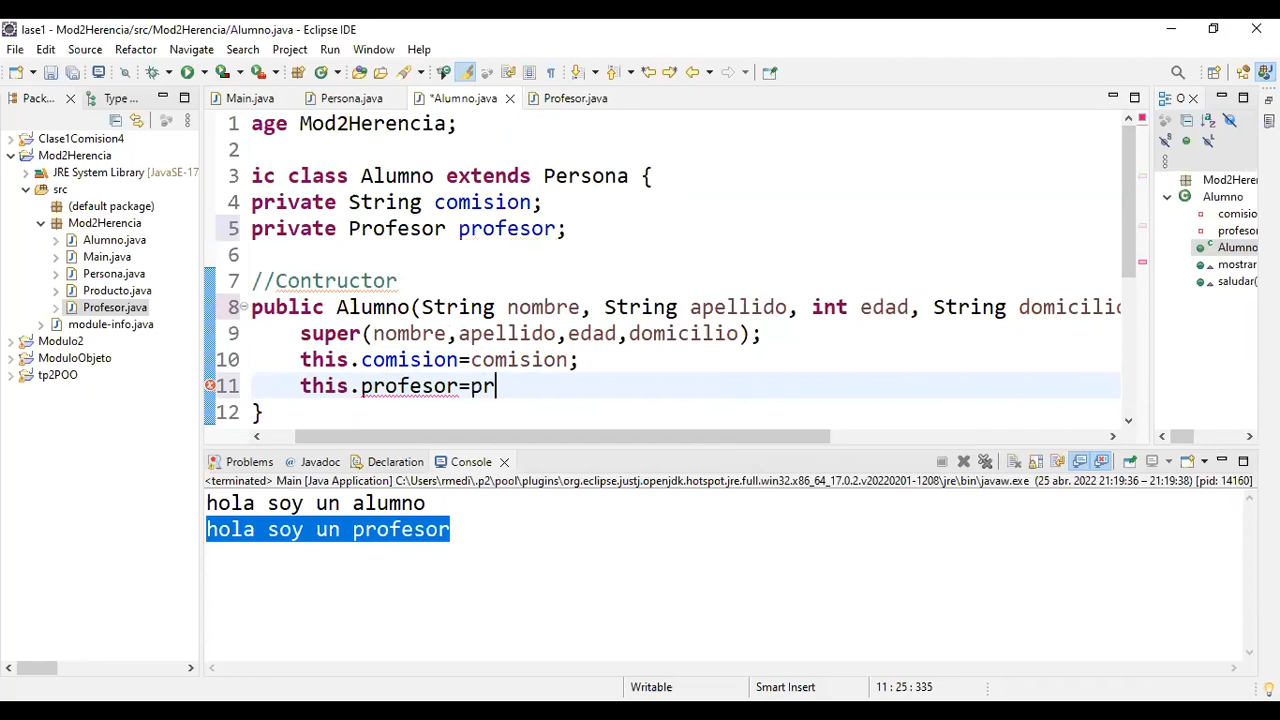 lase1 - Mod2Herencia/src/Mod2Herencia/Alumno.java - Eclipse IDE
File Edit Source Refactor Navigate Search Project Run Window Help
Pack... Type ... Main.java Persona.java *Alumno.java Profesor.java O
Clase1Comision4
Mod2Herencia
JRE System Library [JavaSE-17
src
(default package)
Mod2Herencia
Alumno.java
Main.java
Persona.java
Producto.java
Profesor.java
module-info.java
Modulo2
ModuloObjeto
tp2POO
1 age Mod2Herencia;
2
3 ic class Alumno extends Persona {
4 private String comision;
5 private Profesor profesor;
6
7 //Contructor
8 public Alumno(String nombre, String apellido, int edad, String domicilio
9 super(nombre,apellido,edad,domicilio);
10 this.comision=comision;
11 this.profesor=pr
12 }
Mod2Heren
Alumno
comisio
profesor
Alumno
mostrar
saludar(
Problems Javadoc Declaration Console
<terminated> Main [Java Application] C:\Users\rmedi\.p2\pool\plugins\org.eclipse.justj.openjdk.hotspot.jre.full.win32.x86_64_17.0.2.v20220201-1208\jre\bin\javaw.exe (25 abr. 2022 21:19:36 – 21:19:38) [pid: 14160]
hola soy un alumno
hola soy un profesor
Writable Smart Insert 11 : 25 : 335